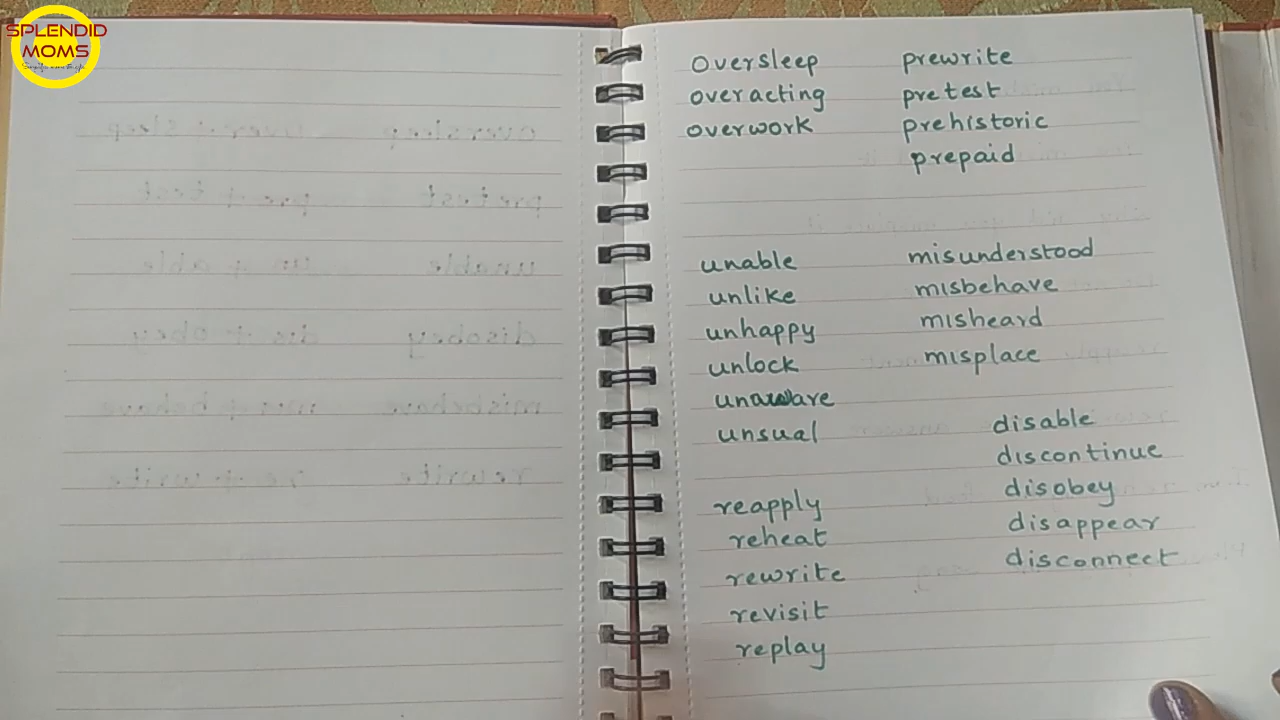 SPLENDID
MOMS
oversleep prewrite
overacting pretest
overwork prehistoric
prepaid
unable misunderstood
unlike misbehave
unhappy misheard
unlock misplace
unaware
unsual disable
discontinue
reapply disobey
reheat disappear
rewrite disconnect
revisit
replay